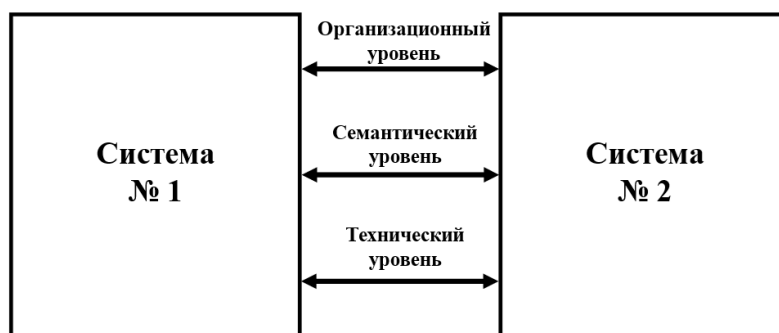 Организационный
уровень
Семантический
уровень
Система
№ 1
Система
№ 2
Технический
уровень